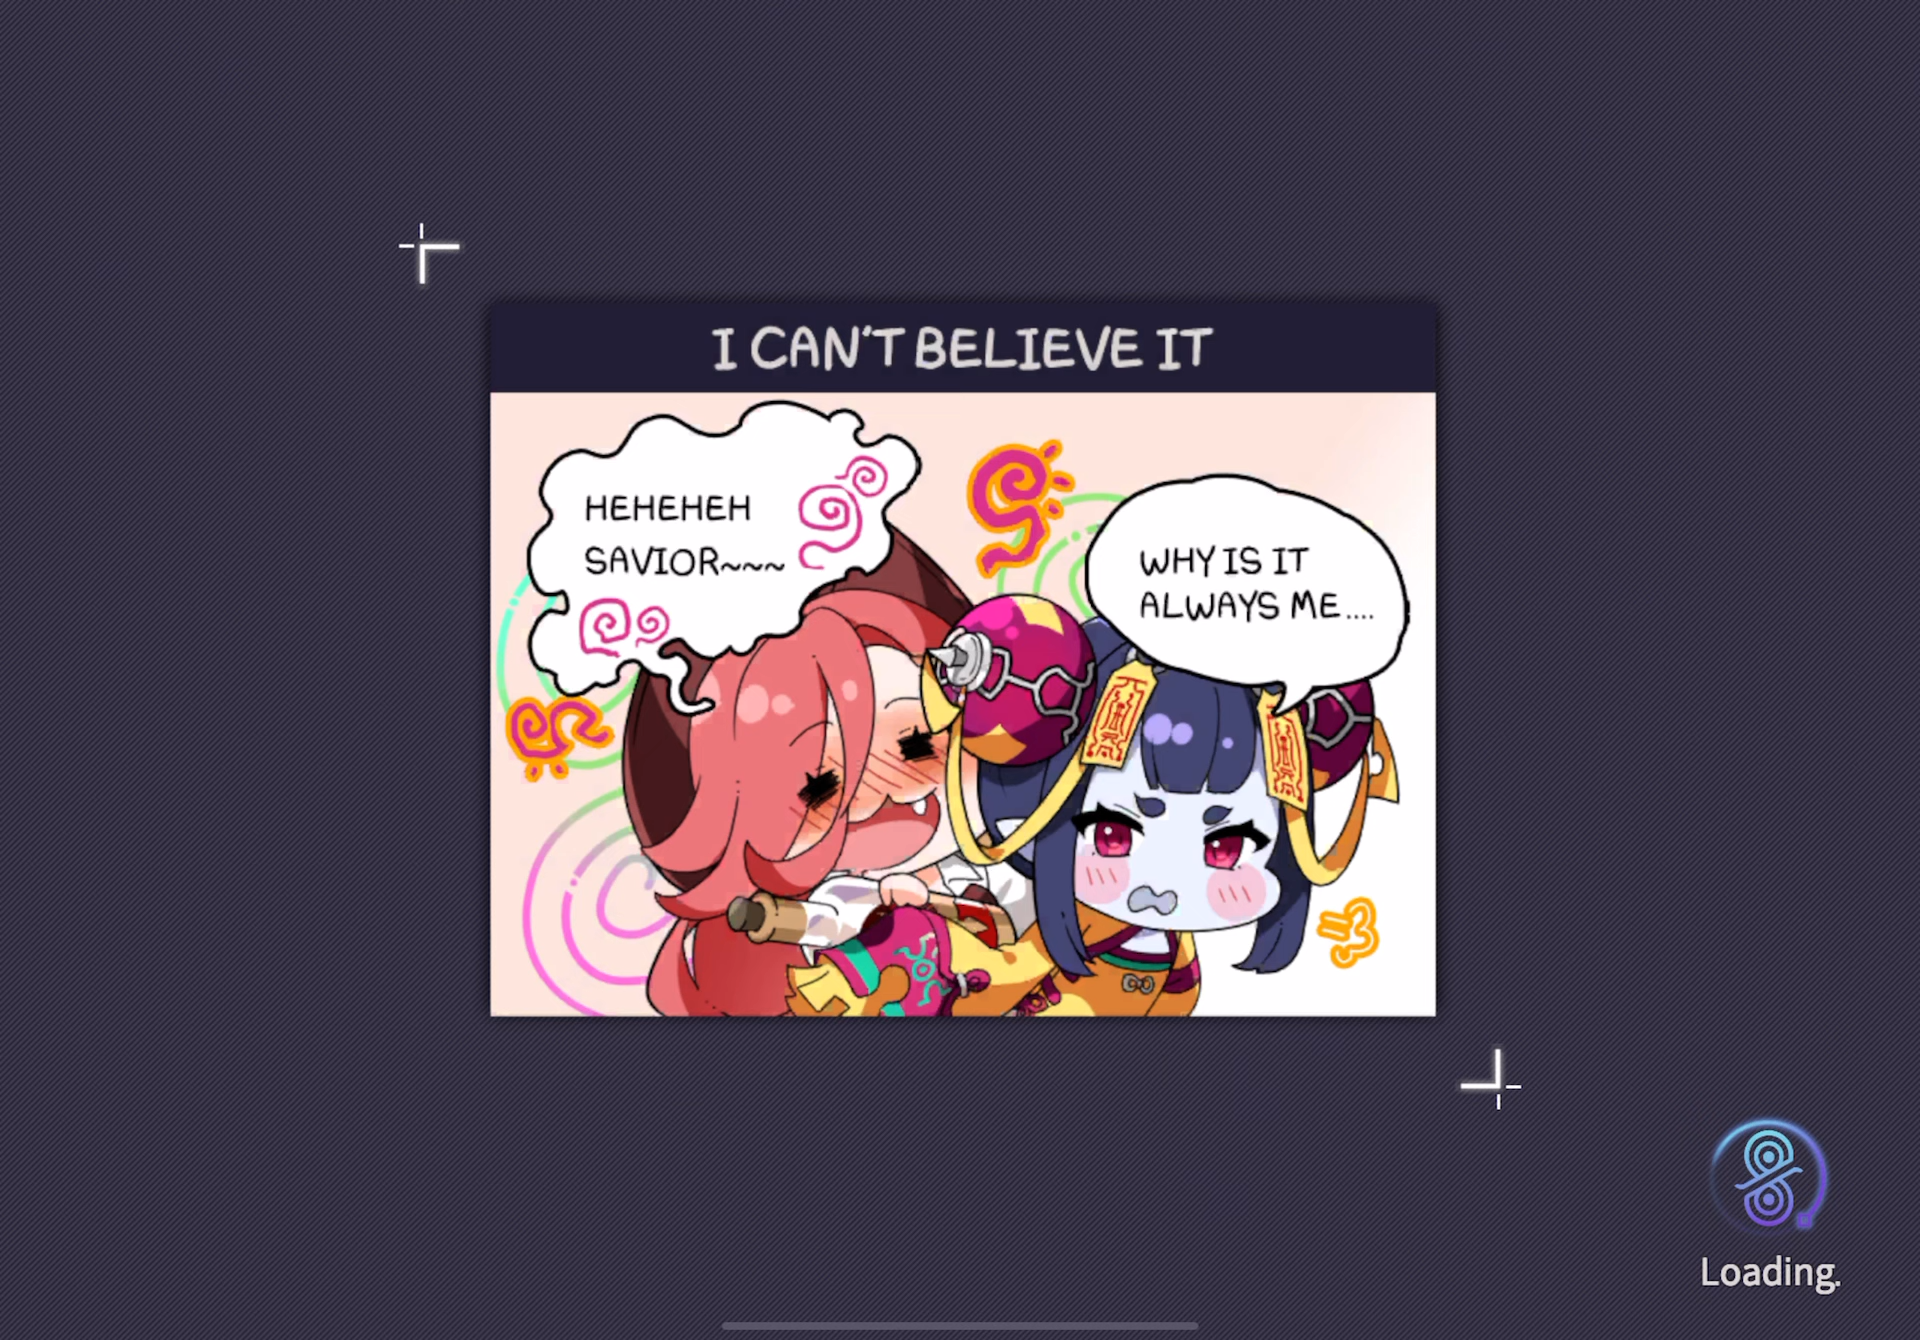 I CAN'T BELIEVE IT
HEHEHEH
SAVIOR~~~
WHY IS IT
ALWAYS ME....
Loading.